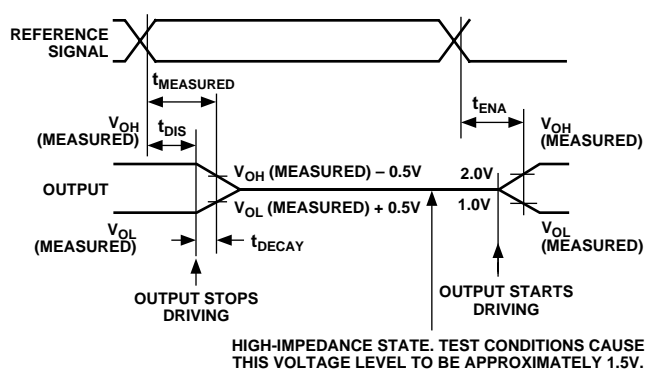 REFERENCE
SIGNAL
tMEASURED
tENA
VOH
(MEASURED)
tDIS
VOH
(MEASURED)
VOH (MEASURED) – 0.5V
2.0V
OUTPUT
VOL (MEASURED) + 0.5V
1.0V
VOL
(MEASURED)
tDECAY
VOL
(MEASURED)
OUTPUT STOPS
DRIVING
OUTPUT STARTS
DRIVING
HIGH-IMPEDANCE STATE. TEST CONDITIONS CAUSE
THIS VOLTAGE LEVEL TO BE APPROXIMATELY 1.5V.